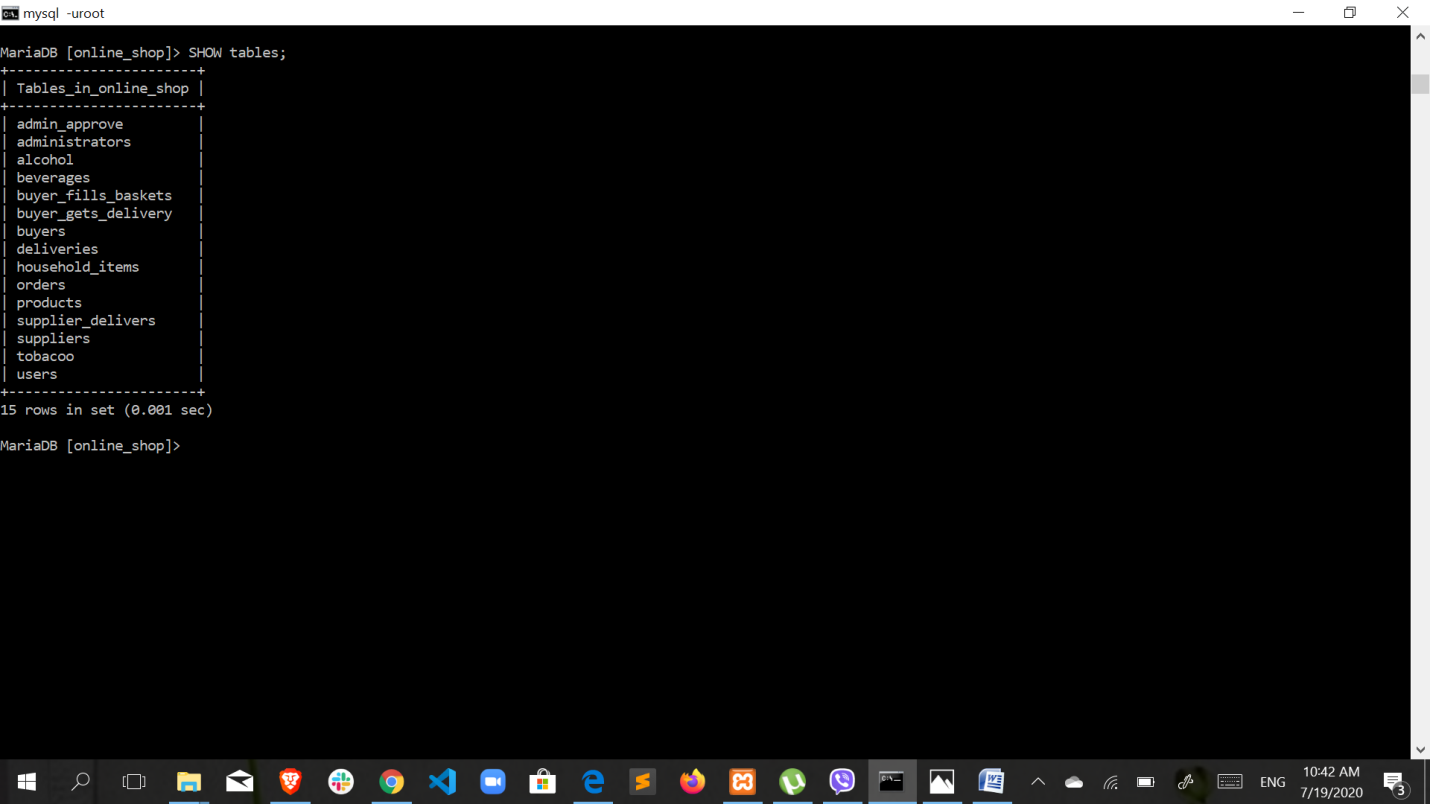 mysql  -uroot
MariaDB [online_shop]> SHOW tables;
+-----------------------+
| Tables_in_online_shop |
+-----------------------+
| admin_approve         |
| administrators        |
| alcohol               |
| beverages             |
| buyer_fills_baskets   |
| buyer_gets_delivery   |
| buyers                |
| deliveries            |
| household_items       |
| orders                |
| products              |
| supplier_delivers     |
| suppliers             |
| tobacoo               |
| users                 |
+-----------------------+
15 rows in set (0.001 sec)
MariaDB [online_shop]>
ENG
10:42 AM
7/19/2020
3